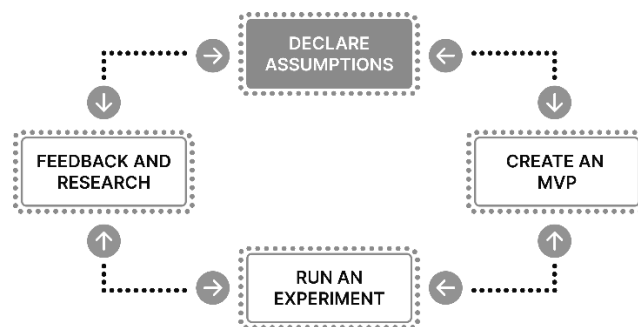 DECLARE
ASSUMPTIONS
FEEDBACK AND
RESEARCH
CREATE AN
MVP
RUN AN
EXPERIMENT